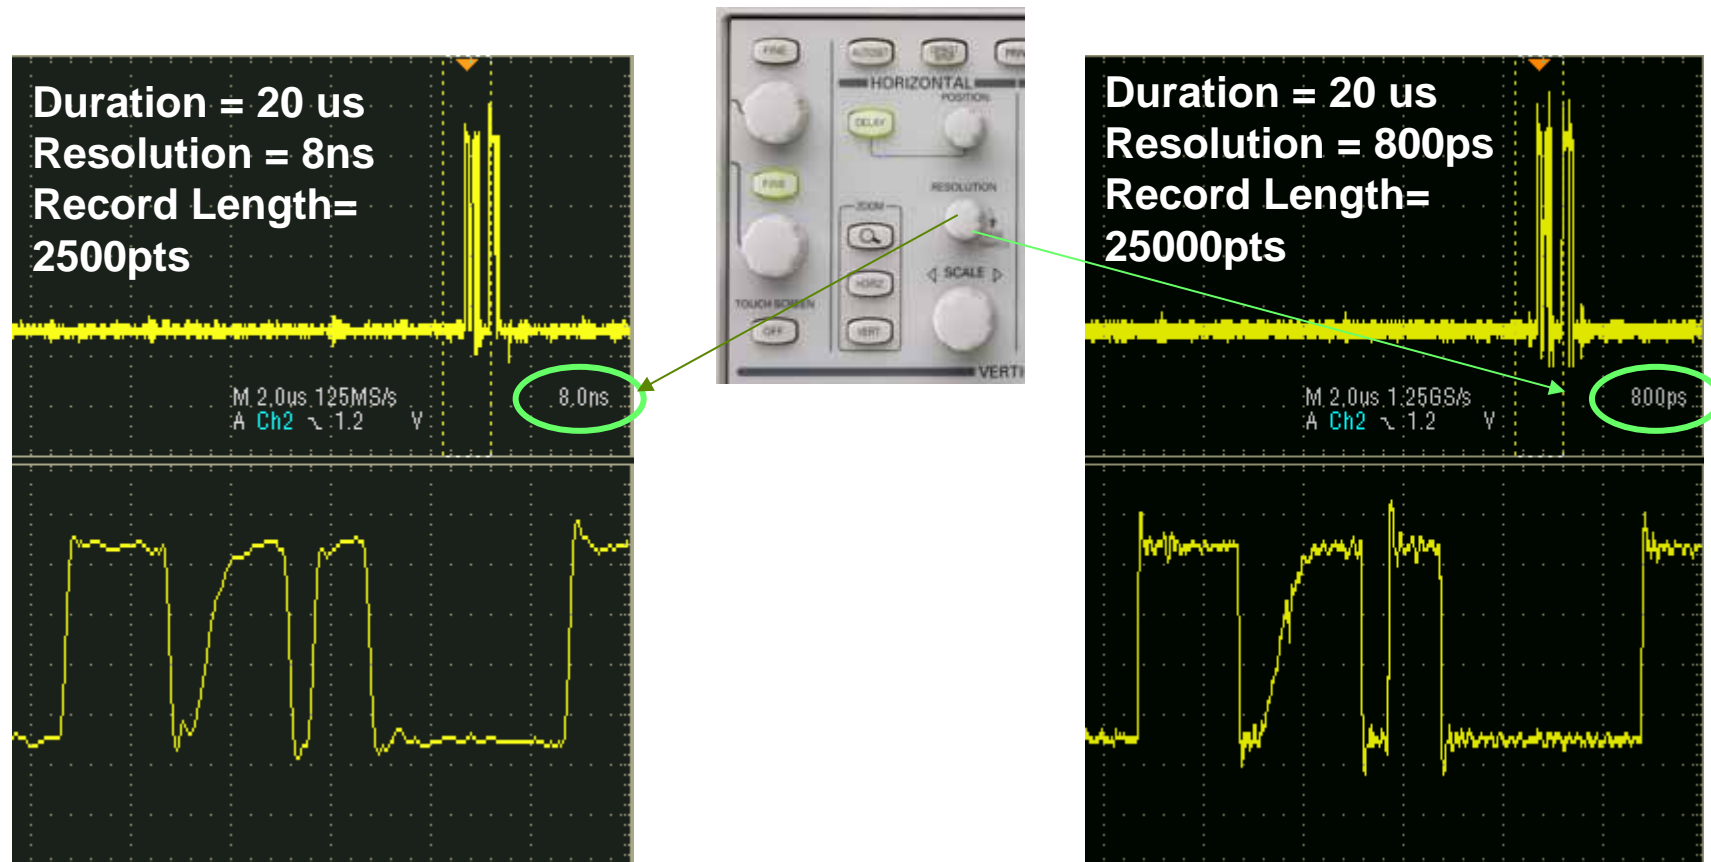 Duration = 20 us
Resolution = 8ns
Record Length=
2500pts
M 2.0us 125MS/s
8.0ns
A Ch2 1.2 V
FINE
AUTOSET
HORIZONTAL
POSITION
DELAY
FINE
RESOLUTION
ZOOM
HORIZ
SCALE
TOUCH SCREEN
OFF
VERT
VERTI
Duration = 20 us
Resolution = 800ps
Record Length=
25000pts
M 2.0us 1.25GS/s
800ps
A Ch2 1.2 V